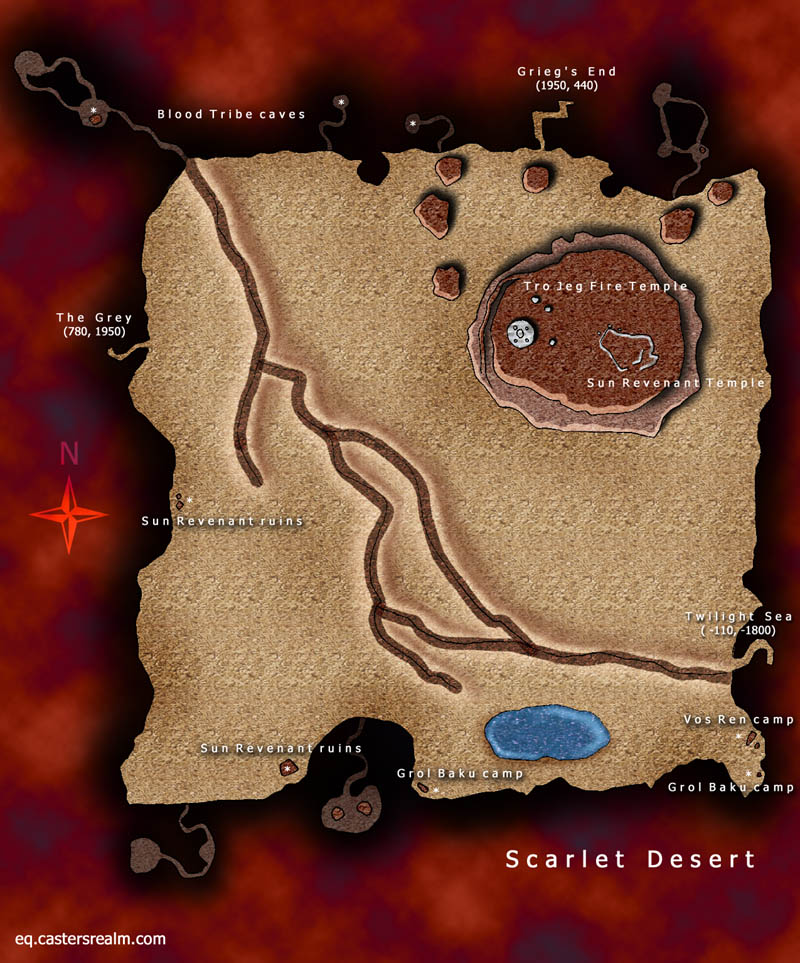 Grieg's End
(1950, 440)
Blood Tribe caves
*
*
*
Tro Jeg Fire Temple
The Grey
(780, 1950)
Sun Revenant Temple
N
*
Sun Revenant ruins
Twilight Sea
( -110, -1800)
Vos Ren camp
*
Sun Revenant ruins
*
Grol Baku camp
*
*
Grol Baku camp
Scarlet Desert
eq.castersrealm.com